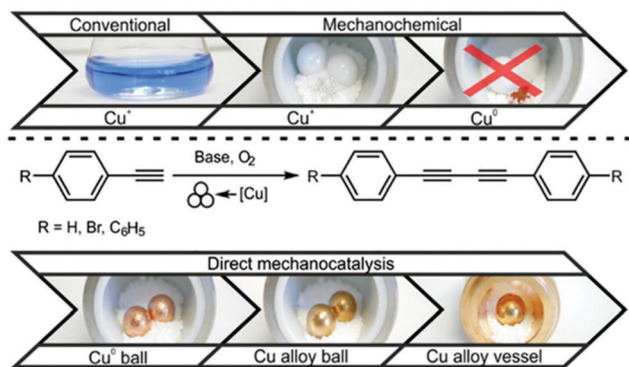 Conventional
Mechanochemical
Cu⁺
Cu⁺
Cu⁰
Base, O₂
[Cu]
R
R
R = H, Br, C₆H₅
Direct mechanocatalysis
Cu⁰ ball
Cu alloy ball
Cu alloy vessel